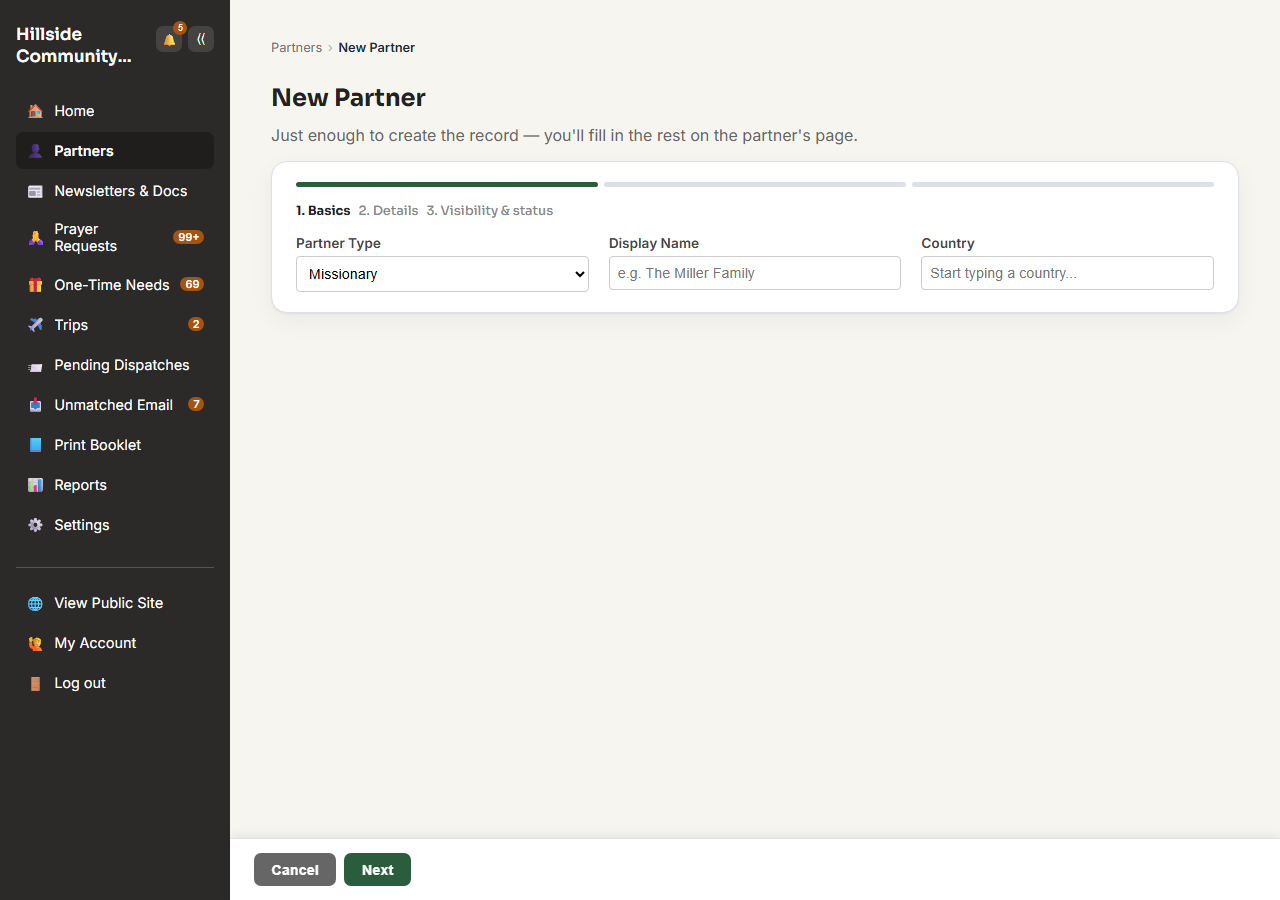 Hillside
Community...
5
Home
Partners
Newsletters & Docs
Prayer
Requests
99+
One-Time Needs 69
Trips 2
Pending Dispatches
Unmatched Email 7
Print Booklet
Reports
Settings
View Public Site
My Account
Log out
Partners › New Partner
New Partner
Just enough to create the record — you'll fill in the rest on the partner's page.
1. Basics 2. Details 3. Visibility & status
Partner Type Display Name Country
Missionary e.g. The Miller Family Start typing a country...
Cancel Next